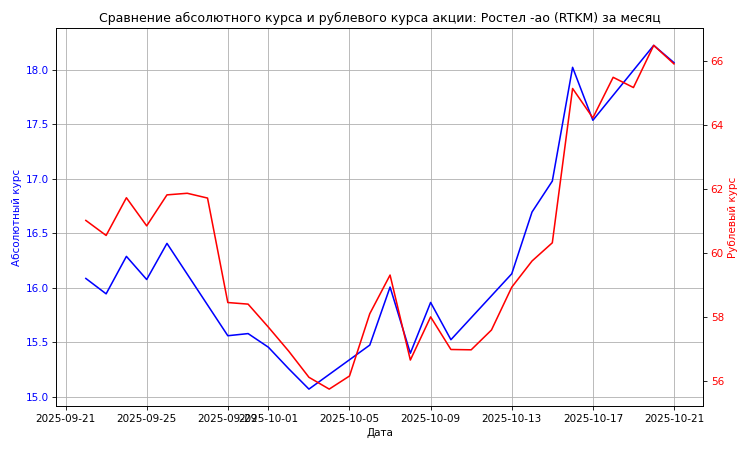 Сравнение абсолютного курса и рублевого курса акции: Ростел -ао (RTKM) за месяц
18.0
17.5
17.0
16.5
16.0
15.5
15.0
Абсолютный курс
66
64
62
60
58
56
Рублевый курс
2025-09-21 2025-09-25 2025-09-29 2025-10-01 2025-10-05 2025-10-09 2025-10-13 2025-10-17 2025-10-21
Дата